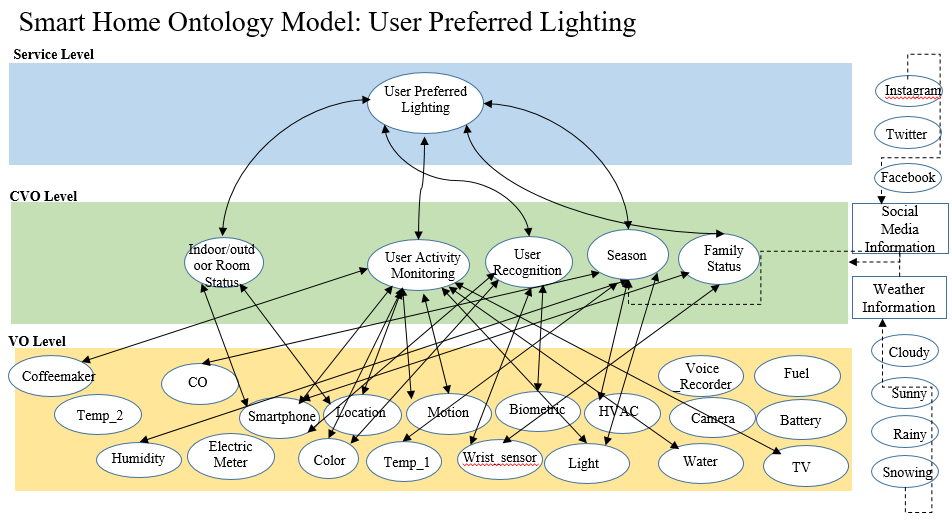 Smart Home Ontology Model: User Preferred Lighting
Service Level
User Preferred
Lighting
CVO Level
Indoor/outd
oor Room
Status
User Activity
Monitoring
User
Recognition
Season
Family
Status
VO Level
Coffeemaker
CO
Voice
Recorder
Fuel
Temp_2
Smartphone
Location
Motion
Biometric
HVAC
Camera
Battery
Humidity
Electric
Meter
Color
Temp_1
Wrist_sensor
Light
Water
TV
Instagram
Twitter
Facebook
Social
Media
Information
Weather
Information
Cloudy
Sunny
Rainy
Snowing